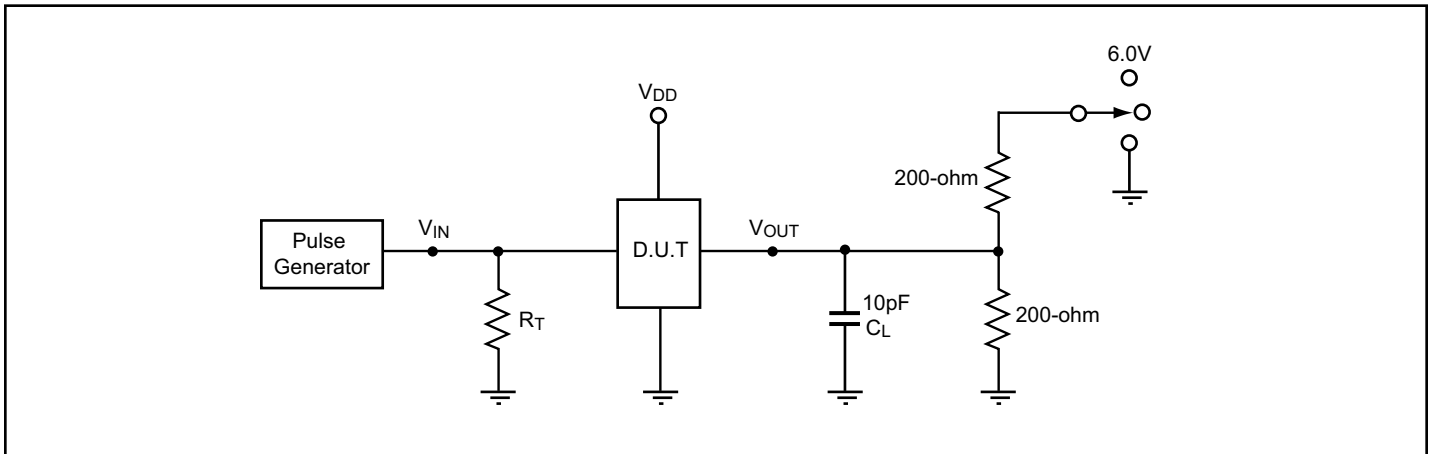 6.0V
VDD
200-ohm
Pulse
Generator
VIN
D.U.T
VOUT
RT
10pF
CL
200-ohm